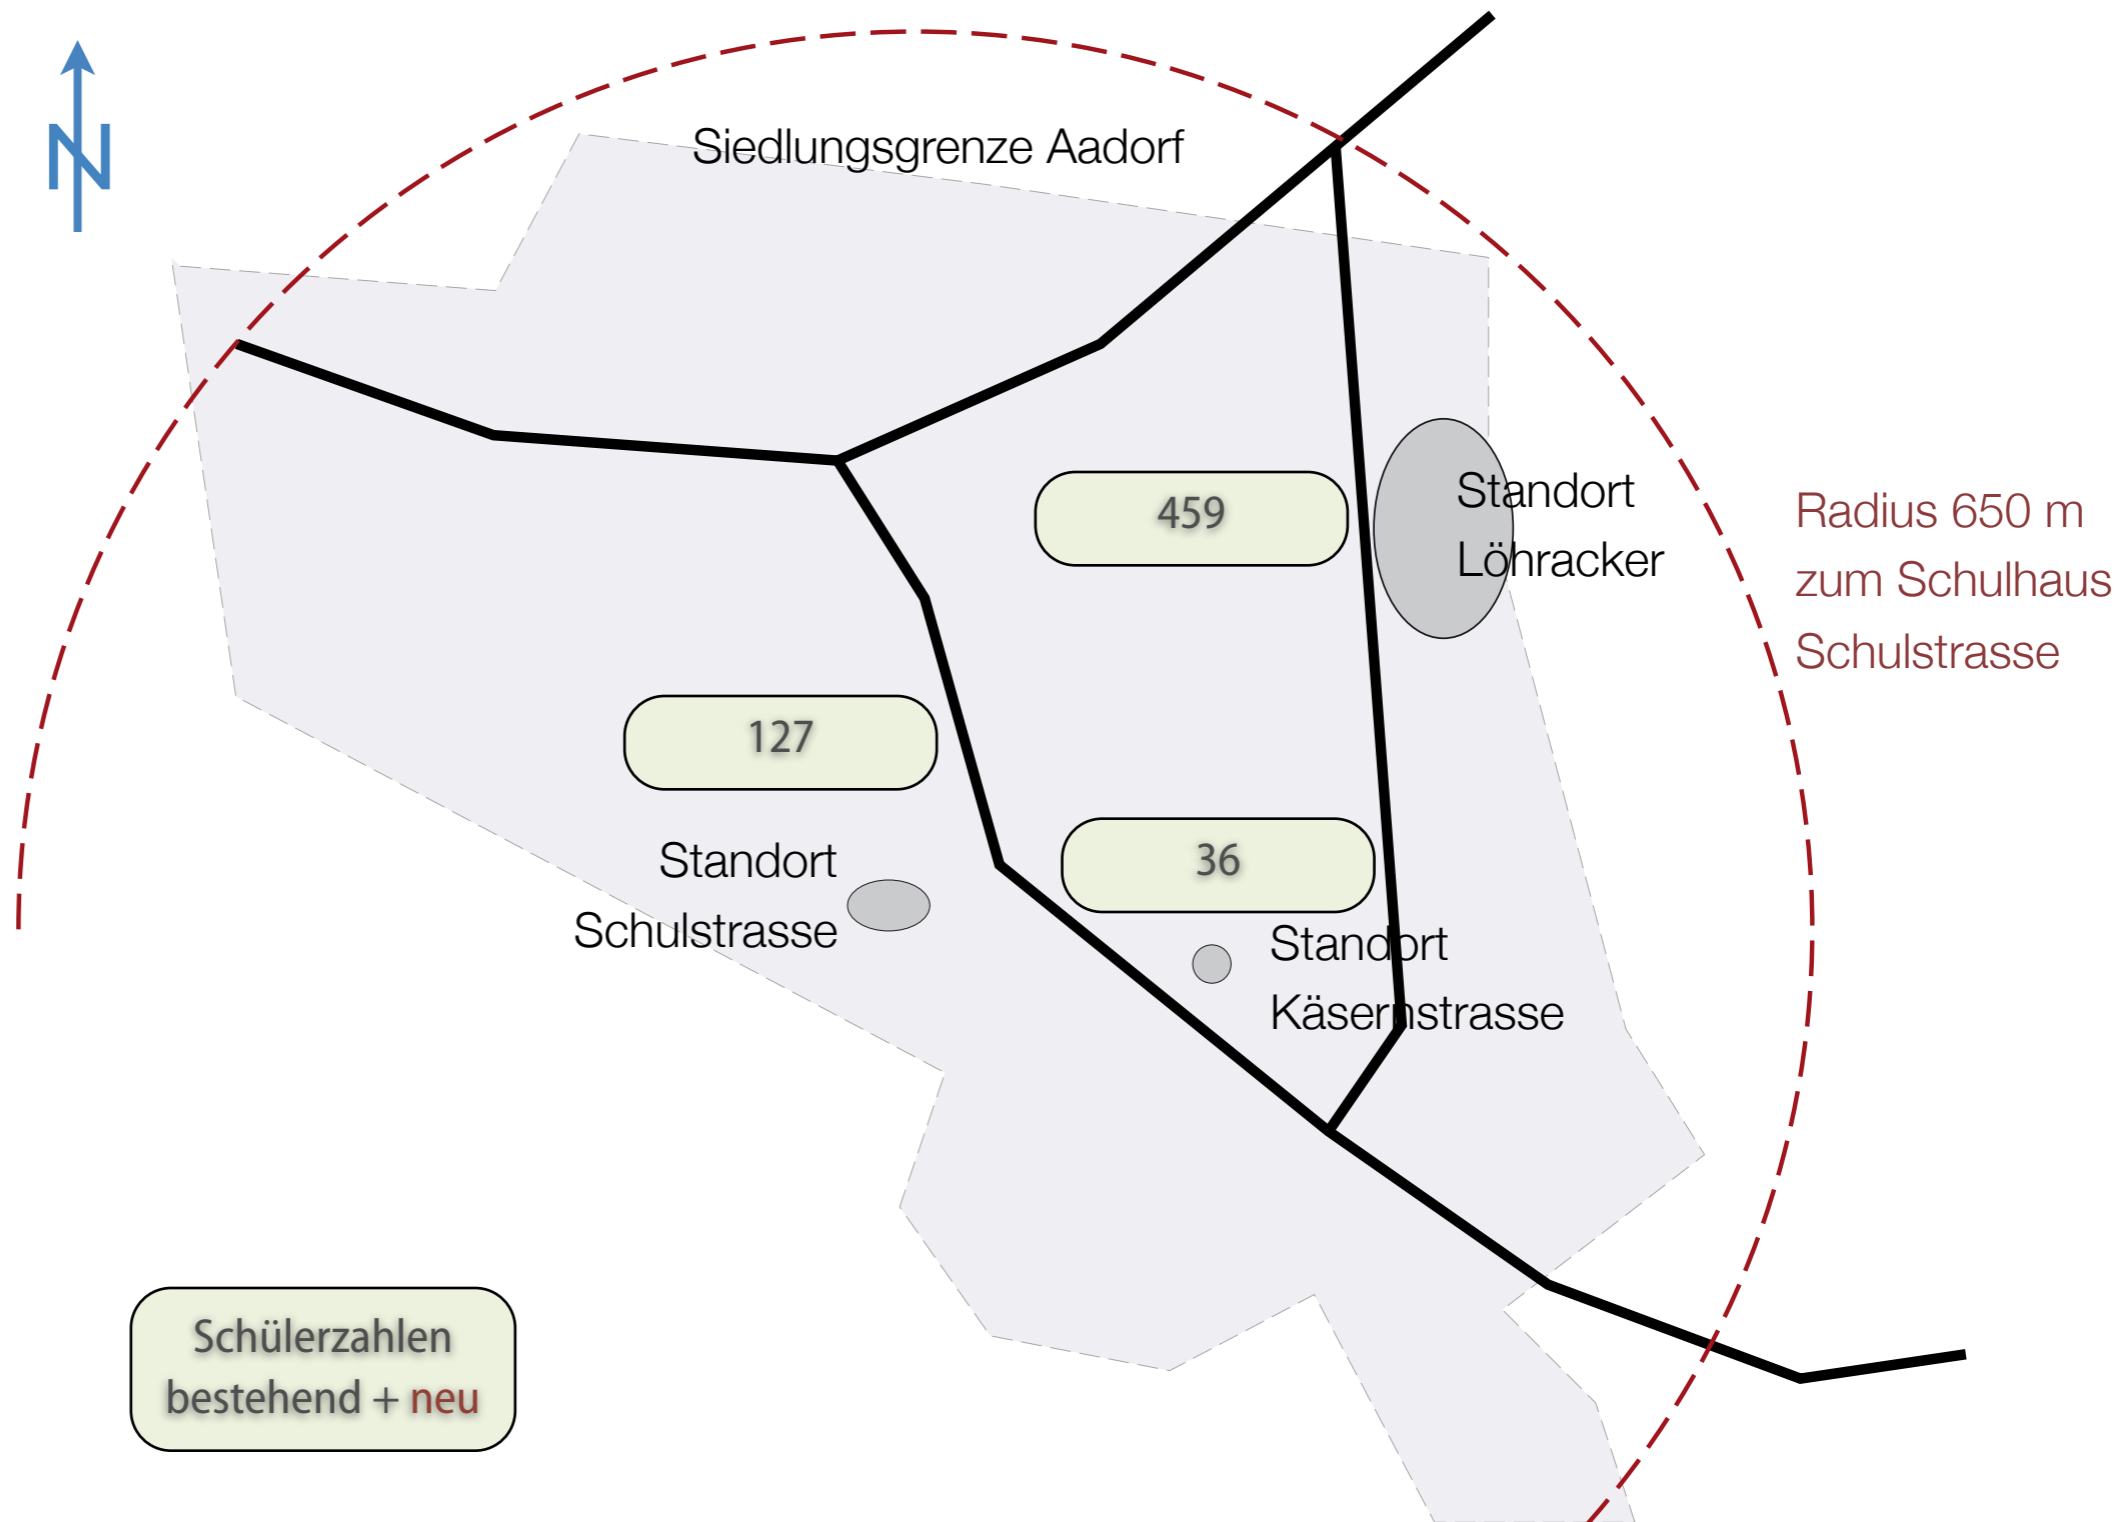 N
Siedlungsgrenze Aadorf
459
Standort
Löhracker
Radius 650 m
zum Schulhaus
Schulstrasse
127
36
Standort
Schulstrasse
Standort
Käsernstrasse
Schülerzahlen
bestehend + neu